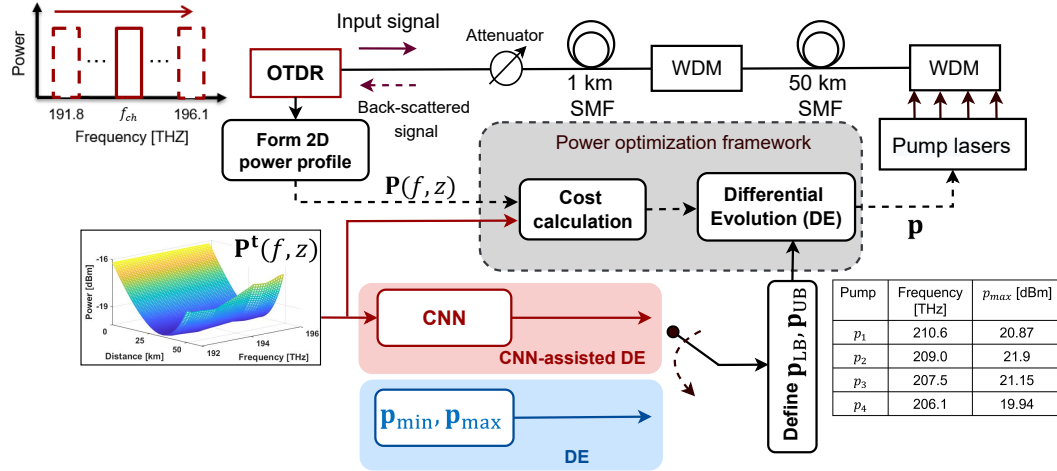 Power
191.8
...
f_ch
...
196.1
Frequency [THZ]
OTDR
Input signal
Back-scattered
signal
Attenuator
1 km
SMF
WDM
50 km
SMF
WDM
Pump lasers
Form 2D
power profile
P(f, z)
Power optimization framework
Cost
calculation
Differential
Evolution (DE)
p
P^t(f, z)
-16
-19
Power [dBm]
0
25
50
Distance [km]
192
194
196
Frequency [THz]
CNN
CNN-assisted DE
p_min, p_max
DE
Define p_LB, p_UB
Pump Frequency [THz] p_max [dBm]
p_1 210.6 20.87
p_2 209.0 21.9
p_3 207.5 21.15
p_4 206.1 19.94